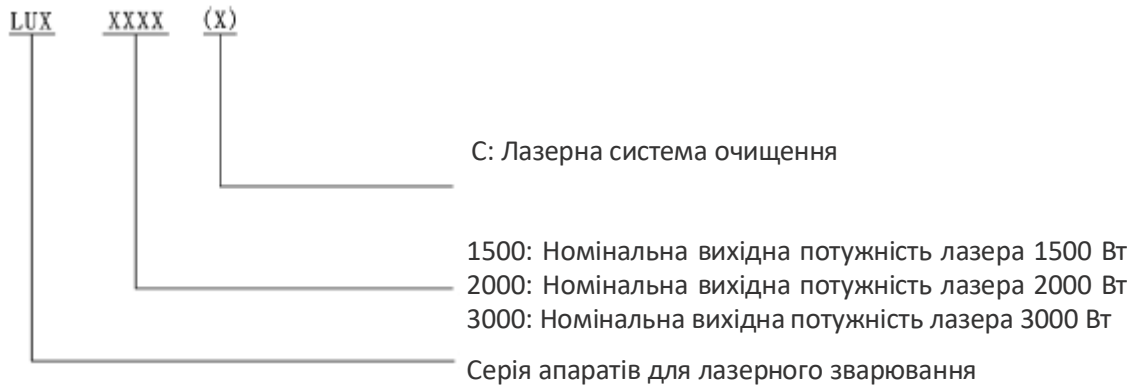 LUX XXXX (X)
С: Лазерна система очищення
1500: Номінальна вихідна потужність лазера 1500 Вт
2000: Номінальна вихідна потужність лазера 2000 Вт
3000: Номінальна вихідна потужність лазера 3000 Вт
Серія апаратів для лазерного зварювання